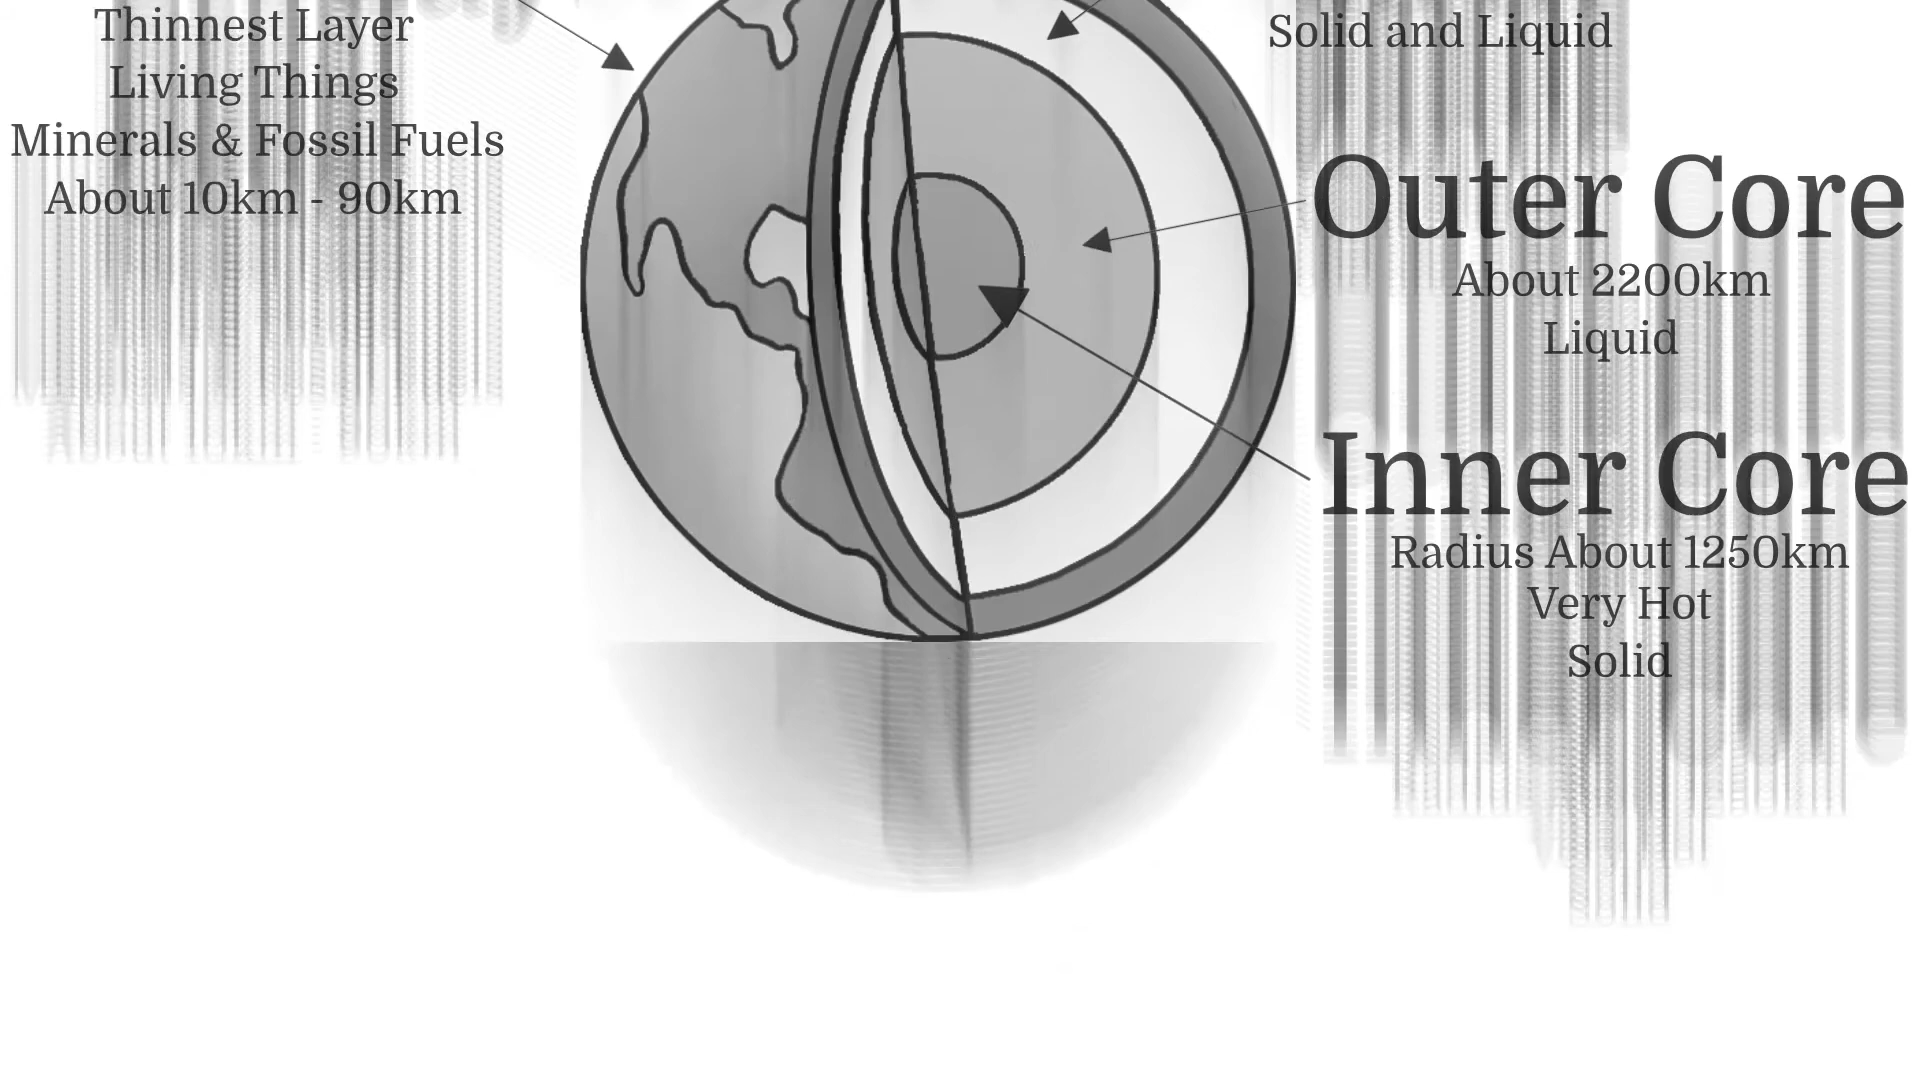 Thinnest Layer
Living Things
Minerals & Fossil Fuels
About 10km - 90km
Solid and Liquid
Outer Core
About 2200km
Liquid
Inner Core
Radius About 1250km
Very Hot
Solid